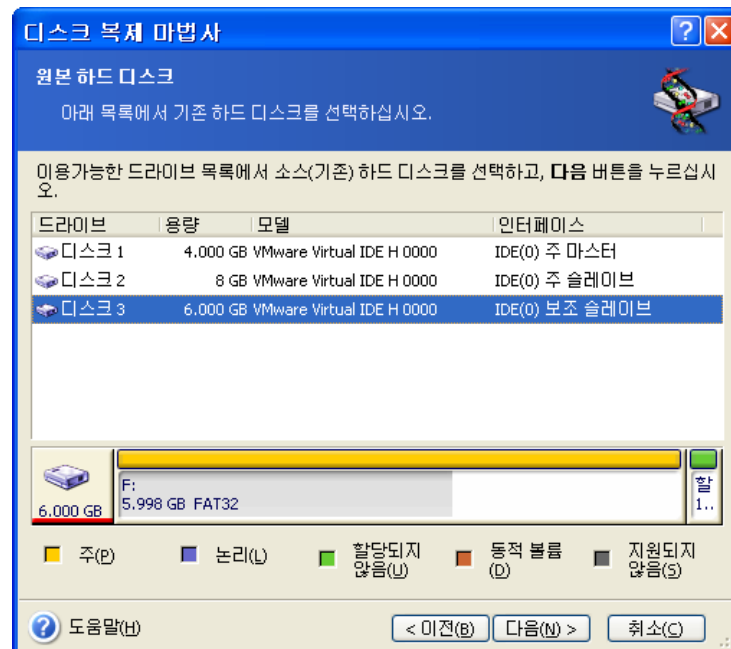 디스크 복제 마법사
원본 하드 디스크
아래 목록에서 기존 하드 디스크를 선택하십시오.
이용가능한 드라이브 목록에서 소스(기존) 하드 디스크를 선택하고, 다음 버튼을 누르십시
오.
드라이브 용량 모델 인터페이스
디스크 1 4.000 GB VMware Virtual IDE H 0000 IDE(0) 주 마스터
디스크 2 8 GB VMware Virtual IDE H 0000 IDE(0) 주 슬레이브
디스크 3 6.000 GB VMware Virtual IDE H 0000 IDE(0) 보조 슬레이브
6.000 GB
F:
5.998 GB FAT32
할
1..
주(P)
논리(L)
할당되지
않음(U)
동적 볼륨
(D)
지원되지
않음(S)
도움말(H) < 이전(B) 다음(N) > 취소(C)